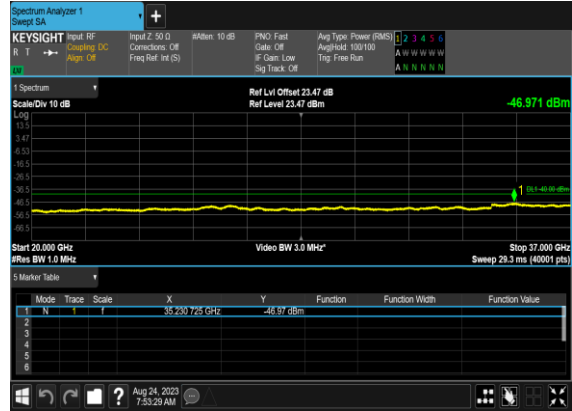 Spectrum Analyzer 1
Swept SA
+
KEYSIGHT Input: RF Input Z: 50 Ω #Atten: 10 dB PNO: Fast Avg Type: Power (RMS) 1 2 3 4 5 6
R T Coupling: DC Corrections: Off Gate: Off Avg|Hold: 100/100 A W W W W W
Align: Off Freq Ref: Int (S) IF Gain: Low Trig: Free Run
LW Sig Track: Off A N N N N N
1 Spectrum
Ref Lvl Offset 23.47 dB
Scale/Div 10 dB Ref Level 23.47 dBm -46.971 dBm
Log
13.5
3.47
-6.53
-16.5
-26.5
-36.5
1 DL1 -40.00 dBm
-46.5
-56.5
-66.5
Start 20.000 GHz Video BW 3.0 MHz* Stop 37.000 GHz
#Res BW 1.0 MHz Sweep 29.3 ms (40001 pts)
5 Marker Table
Mode Trace Scale X Y Function Function Width Function Value
1 N 1 f 35.230 725 GHz -46.97 dBm
2
3
4
5
6
? Aug 24, 2023
7:53:29 AM